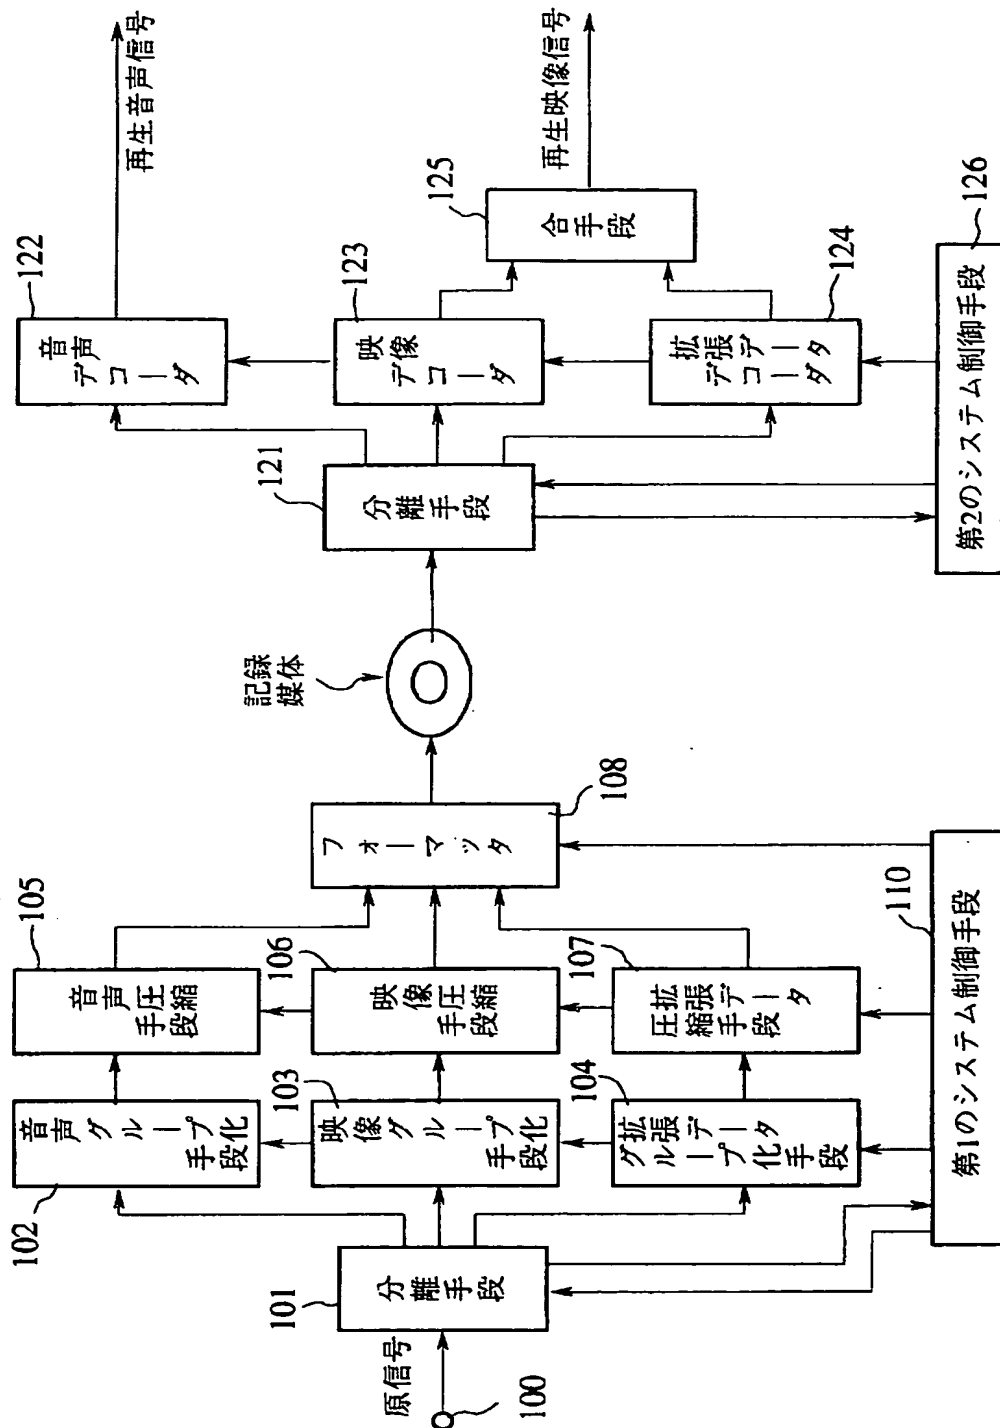 原信号
100
101
分離手段
102
音声グループ化
手段
103
映像グループ化
手段
104
拡張データ
グループ化手段
105
音声圧縮
手段
106
映像圧縮
手段
107
拡張データ
圧縮手段
108
フォーマッタ
110
第1のシステム制御手段
記録
媒体
121
分離手段
122
音声
デコーダ
123
映像
デコーダ
124
拡張データ
デコーダ
125
合手段
126
第2のシステム制御手段
再生音声信号
再生映像信号